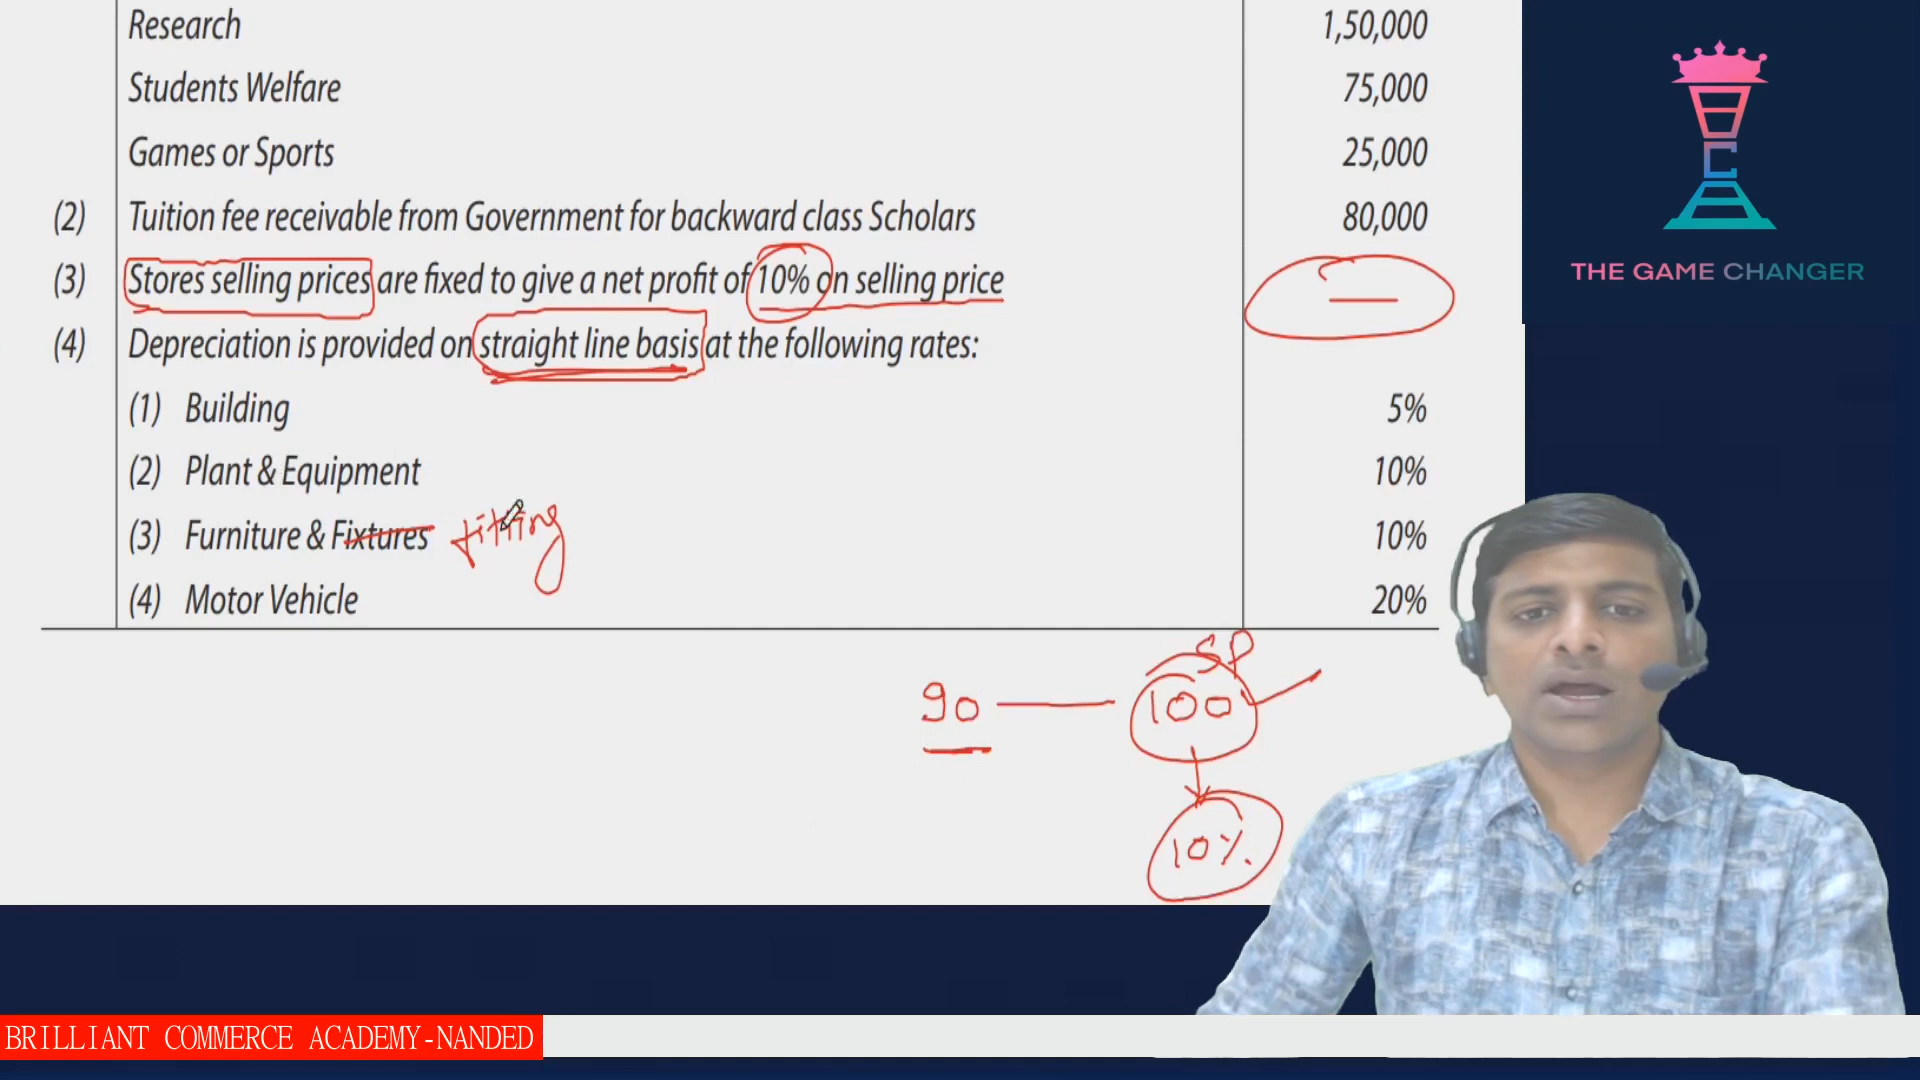 Research 1,50,000
Students Welfare 75,000
Games or Sports 25,000
(2) Tuition fee receivable from Government for backward class Scholars 80,000
(3) Stores selling prices are fixed to give a net profit of 10% on selling price
(4) Depreciation is provided on straight line basis at the following rates:
(1) Building 5%
(2) Plant & Equipment 10%
(3) Furniture & Fixtures fitting 10%
(4) Motor Vehicle 20%
SP
90 — 100
10%.
THE GAME CHANGER
BRILLIANT COMMERCE ACADEMY-NANDED